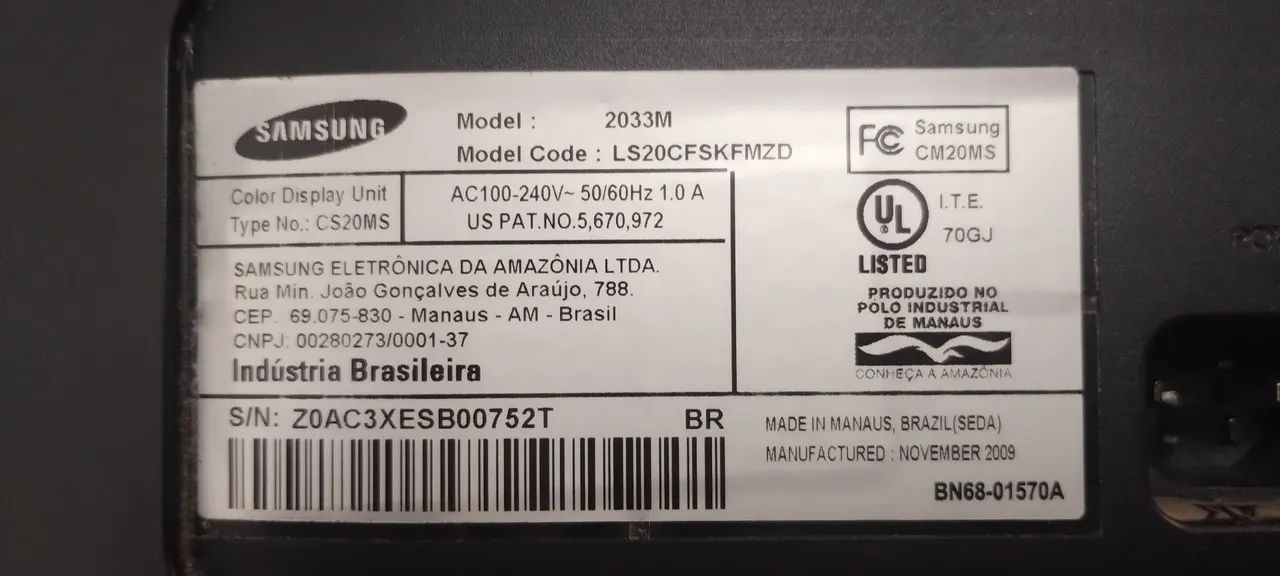 SAMSUNG
Model : 2033M
Model Code : LS20CFSKFMZD
FC Samsung
CM20MS
Color Display Unit
Type No.: CS20MS
AC100-240V~ 50/60Hz 1.0 A
US PAT.NO.5,670,972
UL
LISTED
I.T.E.
70GJ
SAMSUNG ELETRÔNICA DA AMAZÔNIA LTDA.
Rua Min. João Gonçalves de Araújo, 788.
CEP. 69.075-830 - Manaus - AM - Brasil
CNPJ: 00280273/0001-37
Indústria Brasileira
PRODUZIDO NO
PÓLO INDUSTRIAL
DE MANAUS
CONHEÇA A AMAZÔNIA
S/N: Z0AC3XESB00752T BR
MADE IN MANAUS, BRAZIL(SEDA)
MANUFACTURED : NOVEMBER 2009
BN68-01570A